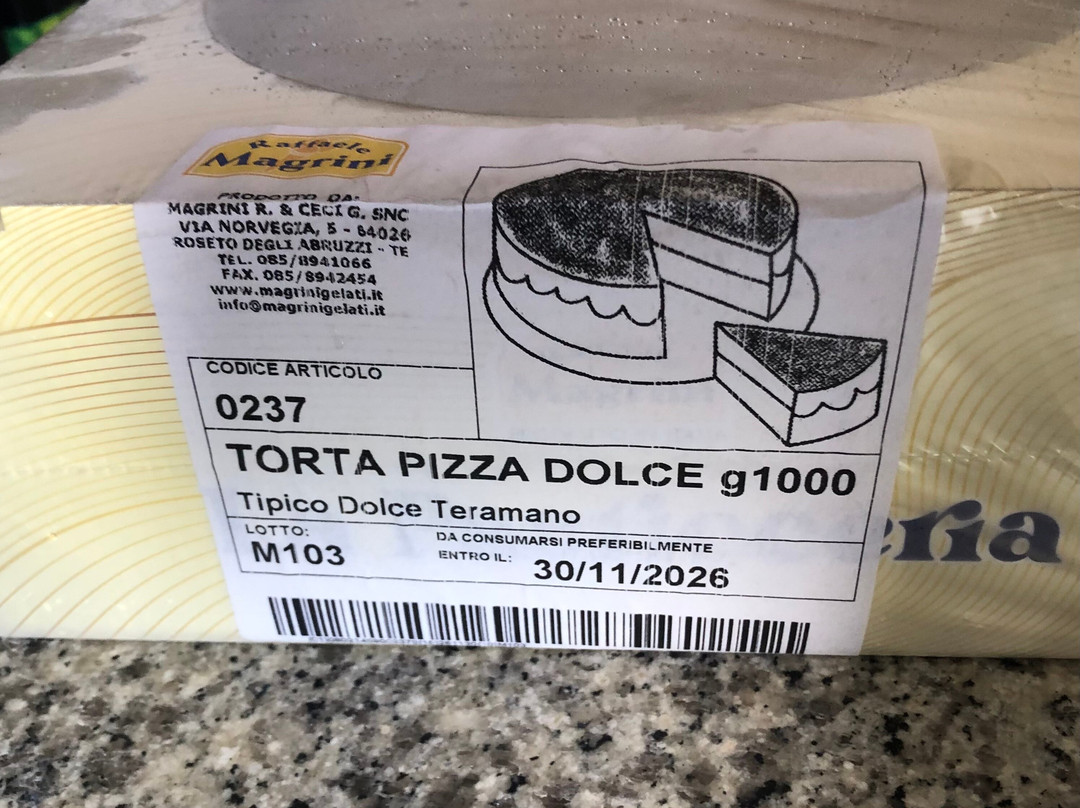 Raffaele
Magrini
PRODOTTO DA:
MAGRINI R. & CECI G. SNC
VIA NORVEGIA, 5 - 64026
ROSETO DEGLI ABRUZZI - TE
TEL. 085/8941066
FAX. 085/8942454
www.magrinigelati.it
info@magrinigelati.it
CODICE ARTICOLO
0237
TORTA PIZZA DOLCE g1000
Tipico Dolce Teramano
LOTTO:
M103
DA CONSUMARSI PREFERIBILMENTE
ENTRO IL: 30/11/2026
eria